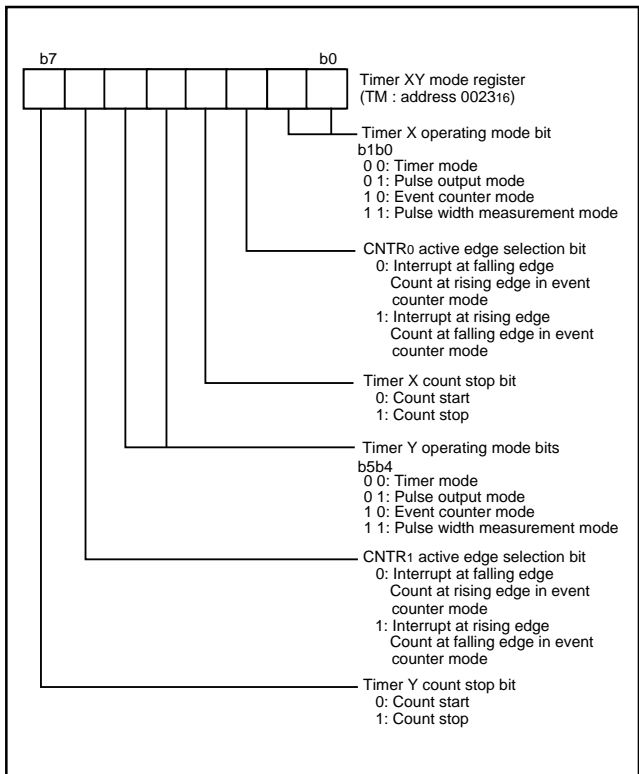 b7 b0
Timer XY mode register
(TM : address 002316)
Timer X operating mode bit
b1b0
0 0: Timer mode
0 1: Pulse output mode
1 0: Event counter mode
1 1: Pulse width measurement mode
CNTR0 active edge selection bit
0: Interrupt at falling edge
Count at rising edge in event
counter mode
1: Interrupt at rising edge
Count at falling edge in event
counter mode
Timer X count stop bit
0: Count start
1: Count stop
Timer Y operating mode bits
b5b4
0 0: Timer mode
0 1: Pulse output mode
1 0: Event counter mode
1 1: Pulse width measurement mode
CNTR1 active edge selection bit
0: Interrupt at falling edge
Count at rising edge in event
counter mode
1: Interrupt at rising edge
Count at falling edge in event
counter mode
Timer Y count stop bit
0: Count start
1: Count stop